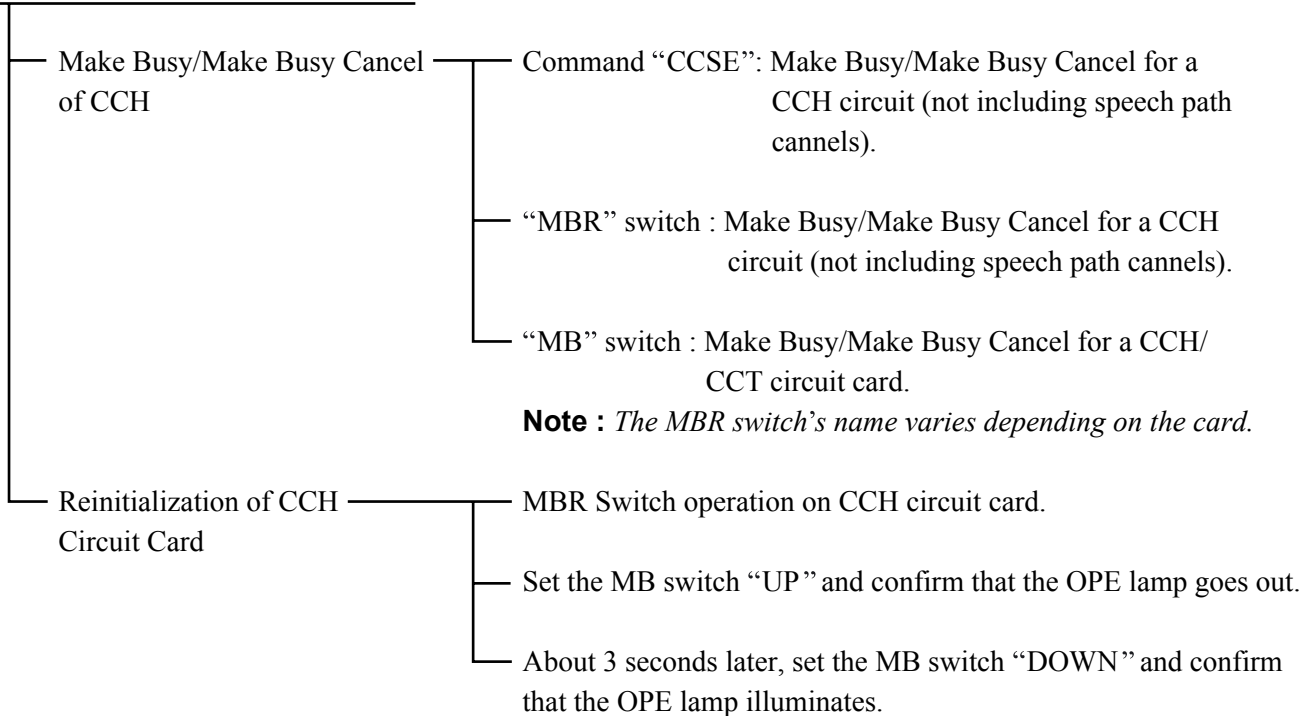 Make Busy/Make Busy Cancel
of CCH
Command “CCSE”: Make Busy/Make Busy Cancel for a
CCH circuit (not including speech path
cannels).
“MBR” switch : Make Busy/Make Busy Cancel for a CCH
circuit (not including speech path cannels).
“MB” switch : Make Busy/Make Busy Cancel for a CCH/
CCT circuit card.
Note : The MBR switch’s name varies depending on the card.
Reinitialization of CCH
Circuit Card
MBR Switch operation on CCH circuit card.
Set the MB switch “UP” and confirm that the OPE lamp goes out.
About 3 seconds later, set the MB switch “DOWN” and confirm
that the OPE lamp illuminates.